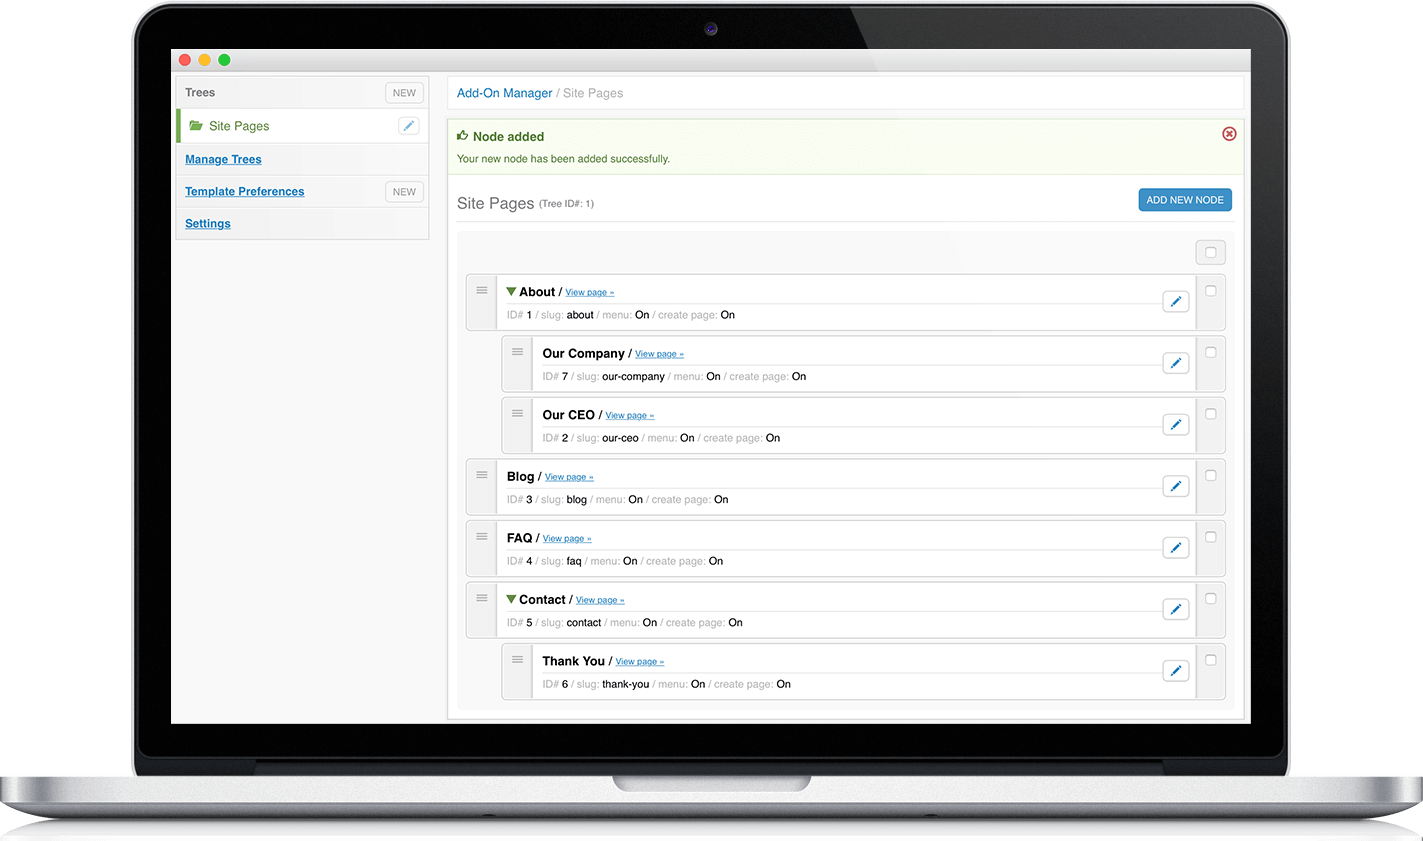 Trees NEW
Site Pages
Manage Trees
Template Preferences NEW
Settings
Add-On Manager / Site Pages
Node added
Your new node has been added successfully.
Site Pages (Tree ID#: 1) ADD NEW NODE
About / View page »
ID# 1 / slug: about / menu: On / create page: On
Our Company / View page »
ID# 7 / slug: our-company / menu: On / create page: On
Our CEO / View page »
ID# 2 / slug: our-ceo / menu: On / create page: On
Blog / View page »
ID# 3 / slug: blog / menu: On / create page: On
FAQ / View page »
ID# 4 / slug: faq / menu: On / create page: On
Contact / View page »
ID# 5 / slug: contact / menu: On / create page: On
Thank You / View page »
ID# 6 / slug: thank-you / menu: On / create page: On